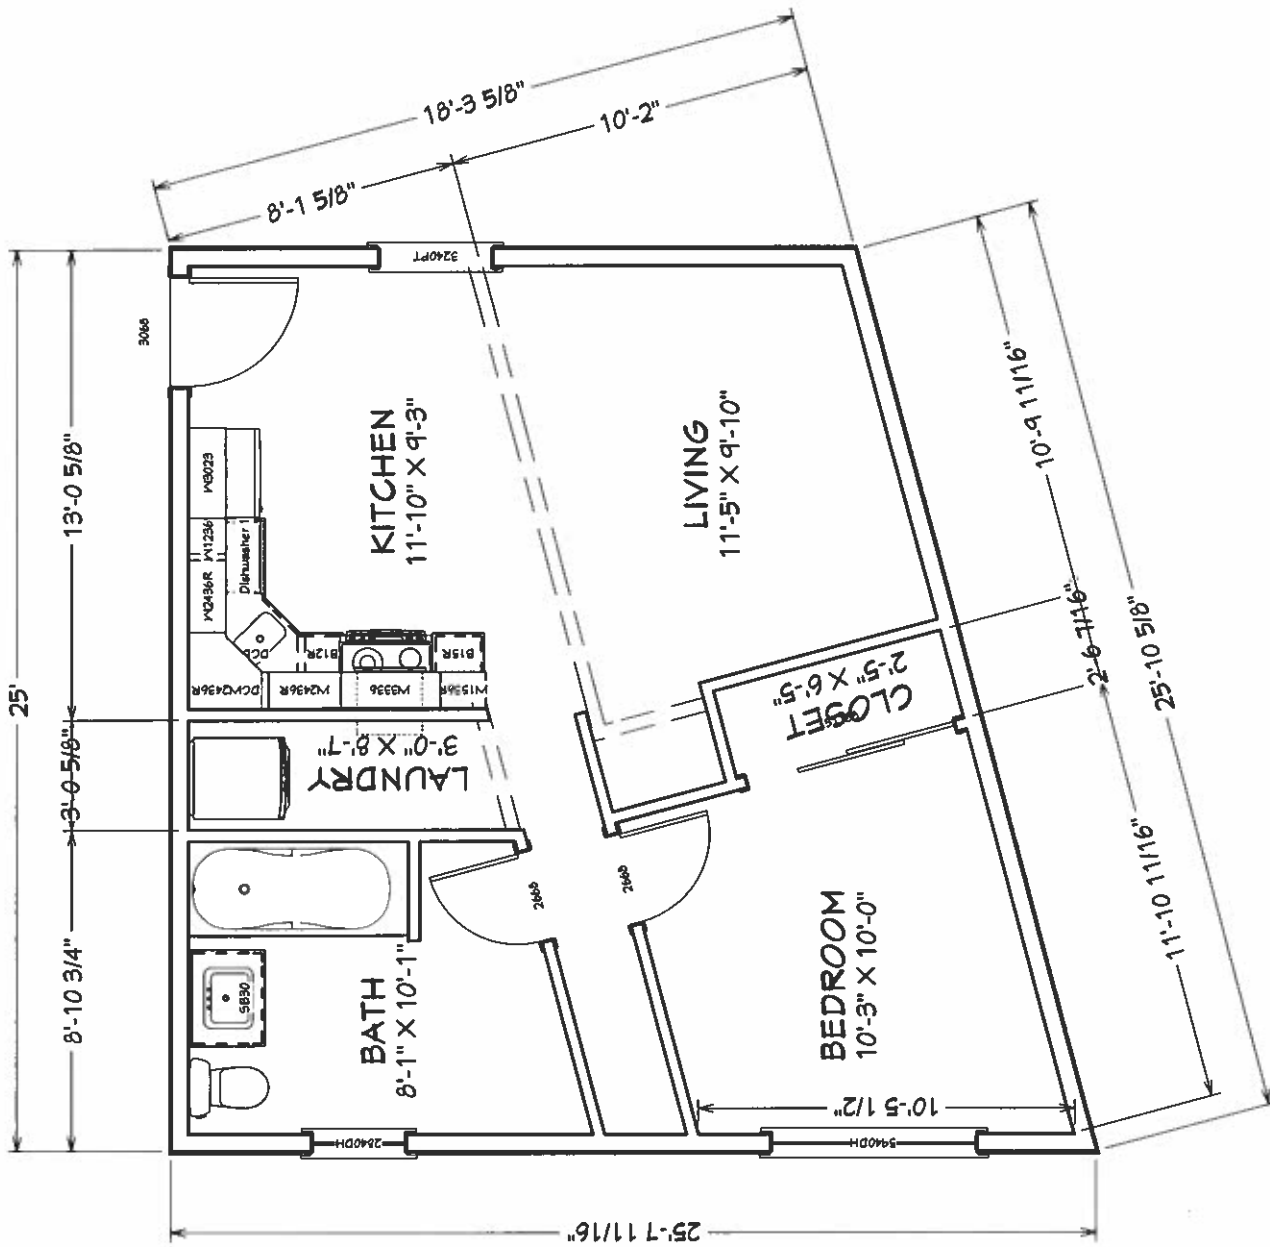 18'-3 5/8"
10'-2"
8'-1 5/8"
25'
13'-0 5/8"
3'-0 5/8"
8'-10 3/4"
3068
3240PT
W3023
W1236
W2436R
Dishwasher 1
DCB
B12R
B15R
DCW2436R
W2436R
W3336
W1536R
KITCHEN
11'-10" X 9'-3"
LIVING
11'-5" X 9'-10"
LAUNDRY
3'-0" X 8'-7"
CLOSET
2'-5" X 6'-5"
2668
2668
SB30
BATH
8'-1" X 10'-1"
BEDROOM
10'-3" X 10'-0"
10'-5 1/2"
2840DH
5440DH
10'-9 11/16"
2'-6 7/16"
11'-10 11/16"
25'-10 5/8"
25'-7 11/16"